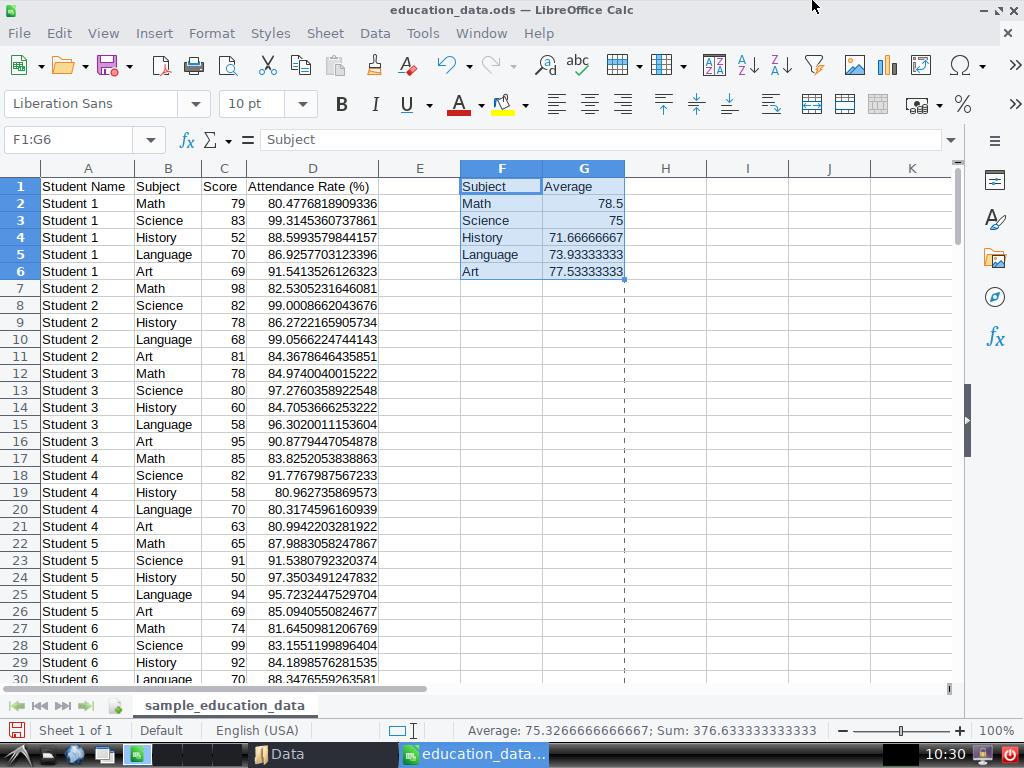 education_data.ods — LibreOffice Calc
File Edit View Insert Format Styles Sheet Data Tools Window Help
Liberation Sans 10 pt
F1:G6 Subject
A B C D E F G H I J K
1 Student Name Subject Score Attendance Rate (%) Subject Average
2 Student 1 Math 79 80.4776818909336 Math 78.5
3 Student 1 Science 83 99.3145360737861 Science 75
4 Student 1 History 52 88.5993579844157 History 71.66666667
5 Student 1 Language 70 86.9257703123396 Language 73.93333333
6 Student 1 Art 69 91.5413526126323 Art 77.53333333
7 Student 2 Math 98 82.5305231646081
8 Student 2 Science 82 99.0008662043676
9 Student 2 History 78 86.2722165905734
10 Student 2 Language 68 99.0566224744143
11 Student 2 Art 81 84.3678646435851
12 Student 3 Math 78 84.9740040015222
13 Student 3 Science 80 97.2760358922548
14 Student 3 History 60 84.7053666253222
15 Student 3 Language 58 96.3020011153604
16 Student 3 Art 95 90.8779447054878
17 Student 4 Math 85 83.8252053838863
18 Student 4 Science 82 91.7767987567233
19 Student 4 History 58 80.962735869573
20 Student 4 Language 70 80.3174596160939
21 Student 4 Art 63 80.9942203281922
22 Student 5 Math 65 87.9883058247867
23 Student 5 Science 91 91.5380792320374
24 Student 5 History 50 97.3503491247832
25 Student 5 Language 94 95.7232447529704
26 Student 5 Art 69 85.0940550824677
27 Student 6 Math 74 81.6450981206769
28 Student 6 Science 99 83.1551199896404
29 Student 6 History 92 84.1898576281535
30 Student 6 Language 70 88.3476559263581
sample_education_data
Sheet 1 of 1 Default English (USA) Average: 75.3266666666667; Sum: 376.633333333333 100%
Data education_data... 10:30